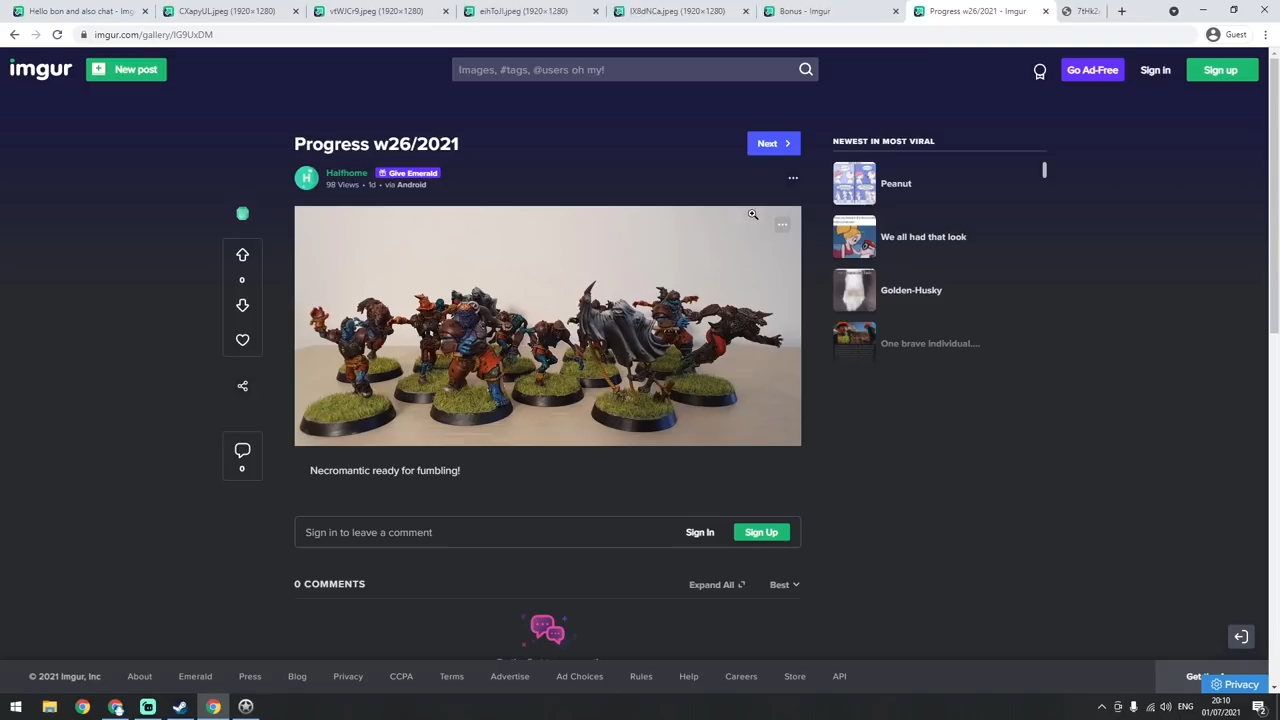 Hello bon and also chat - Imgur
CXapyUL.jpeg (1920×1280)
vtWJCr9.jpeg (1920×1280)
eihToJl.jpeg (1920×1280)
(1920×1280)
Bonus - Imgur
Progress w26/2021 - Imgur
imgur.com/gallery/IG9UxDM
Guest
imgur
New post
Images, #tags, @users oh my!
Go Ad-Free
Sign in
Sign up
Progress w26/2021
Next
Halfhome
Give Emerald
98 Views • 1d • via Android
0
0
Necromantic ready for fumbling!
Sign in to leave a comment
Sign In
Sign Up
0 COMMENTS
Expand All
Best
NEWEST IN MOST VIRAL
Peanut
We all had that look
Golden-Husky
One brave individual....
© 2021 Imgur, Inc
About
Emerald
Press
Blog
Privacy
CCPA
Terms
Advertise
Ad Choices
Rules
Help
Careers
Store
API
Privacy
ENG
20:10
01/07/2021
2